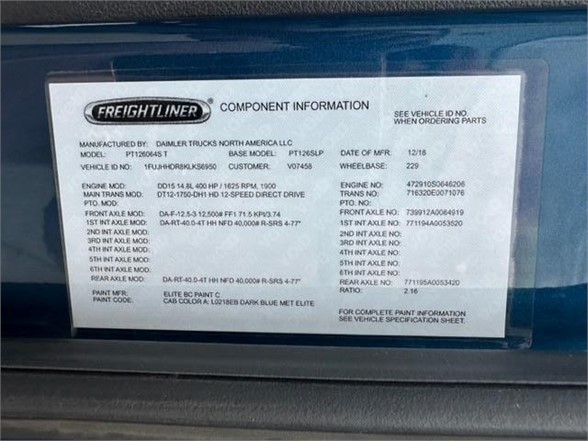 FREIGHTLINER COMPONENT INFORMATION SEE VEHICLE ID NO. WHEN ORDERING PARTS
MANUFACTURED BY: DAIMLER TRUCKS NORTH AMERICA LLC
MODEL: PT126064S T BASE MODEL: PT126SLP DATE OF MFR: 12/18
VEHICLE ID NO: 1FUJHHDR8KLKS6950 CUSTOMER: V07458 WHEELBASE: 229
ENGINE MOD: DD15 14.8L 400 HP / 1625 RPM, 1900 ENGINE NO: 472910S0646206
MAIN TRANS MOD: DT12-1750-DH1 HD 12-SPEED DIRECT DRIVE TRANS NO: 716320E0071076
PTO. MOD: PTO. NO:
FRONT AXLE MOD: DA-F-12.5-3 12,500# FF1 71.5 KPI/3.74 FRONT AXLE NO: 739912A0064919
1ST INT AXLE MOD: DA-RT-40.0-4T HH NFD 40,000# R-SRS 4-77" 1ST INT AXLE NO: 771194A0053520
2ND INT AXLE MOD: 2ND INT AXLE NO:
3RD INT AXLE MOD: 3RD INT AXLE NO:
4TH INT AXLE MOD: 4TH INT AXLE NO:
5TH INT AXLE MOD: 5TH INT AXLE NO:
6TH INT AXLE MOD: 6TH INT AXLE NO:
REAR AXLE MOD: DA-RT-40.0-4T HH NFD 40,000# R-SRS 4-77" REAR AXLE NO: 771195A0053420
RATIO: 2.16
PAINT MFR: ELITE BC PAINT C
PAINT CODE: CAB COLOR A: L0218EB DARK BLUE MET ELITE
FOR COMPLETE PAINT INFORMATION
SEE VEHICLE SPECIFICATION SHEET.